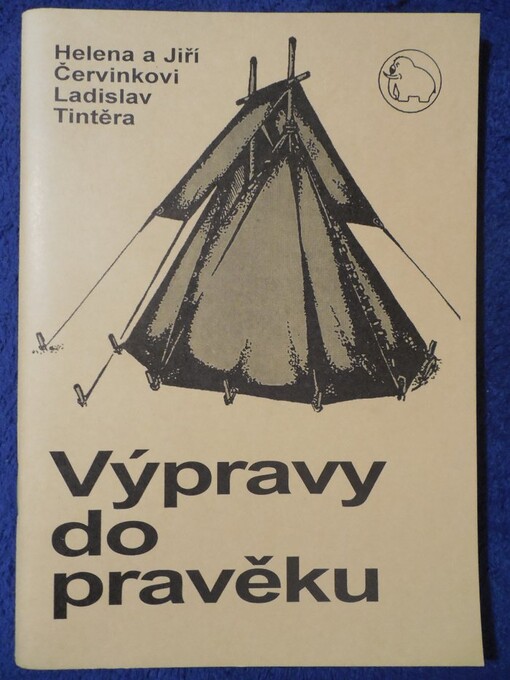 Helena a Jiří
Červinkovi
Ladislav
Tintěra
Výpravy
do
pravěku